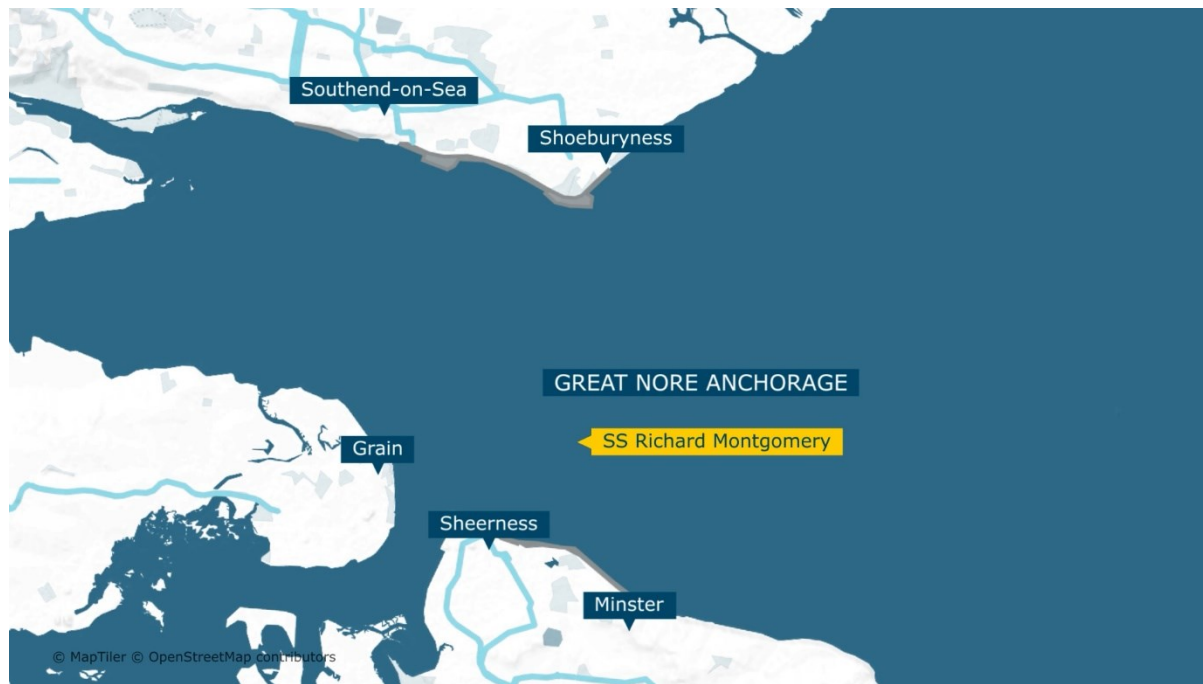 Southend-on-Sea
Shoeburyness
GREAT NORE ANCHORAGE
SS Richard Montgomery
Grain
Sheerness
Minster
© MapTiler © OpenStreetMap contributors